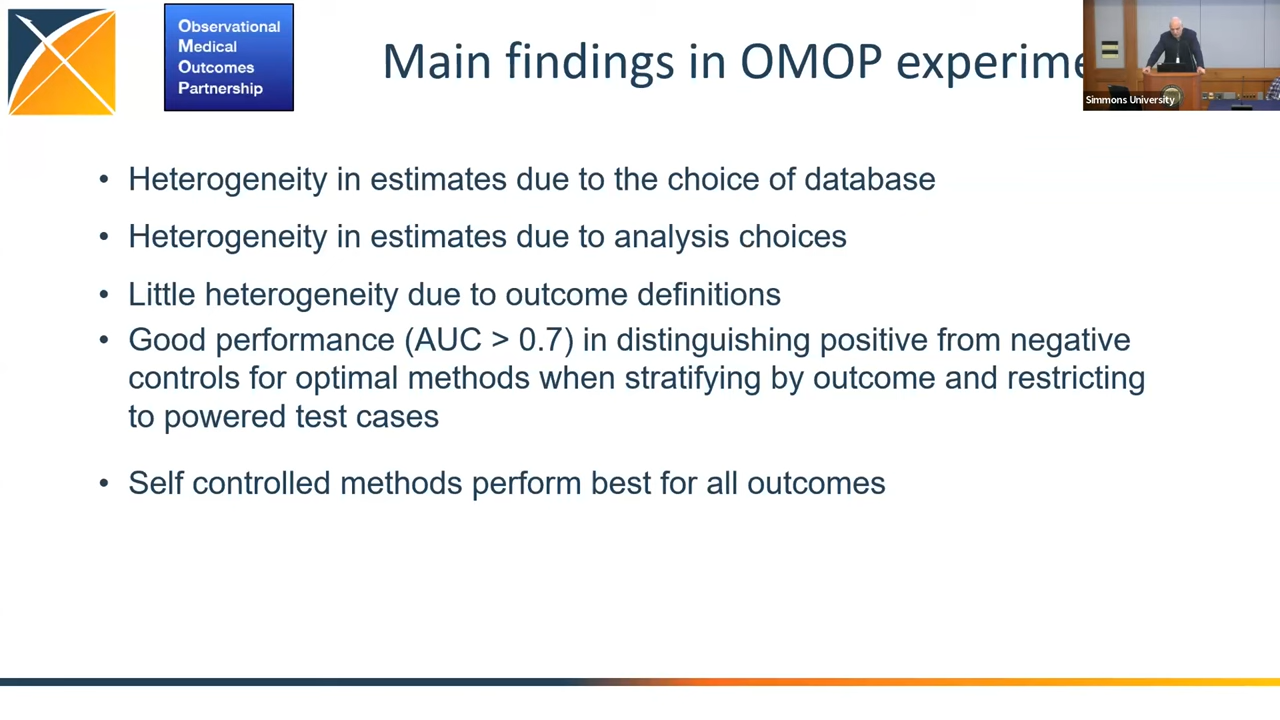 Observational
Medical
Outcomes
Partnership
Main findings in OMOP experime
Simmons University
• Heterogeneity in estimates due to the choice of database
• Heterogeneity in estimates due to analysis choices
• Little heterogeneity due to outcome definitions
• Good performance (AUC > 0.7) in distinguishing positive from negative
controls for optimal methods when stratifying by outcome and restricting
to powered test cases
• Self controlled methods perform best for all outcomes